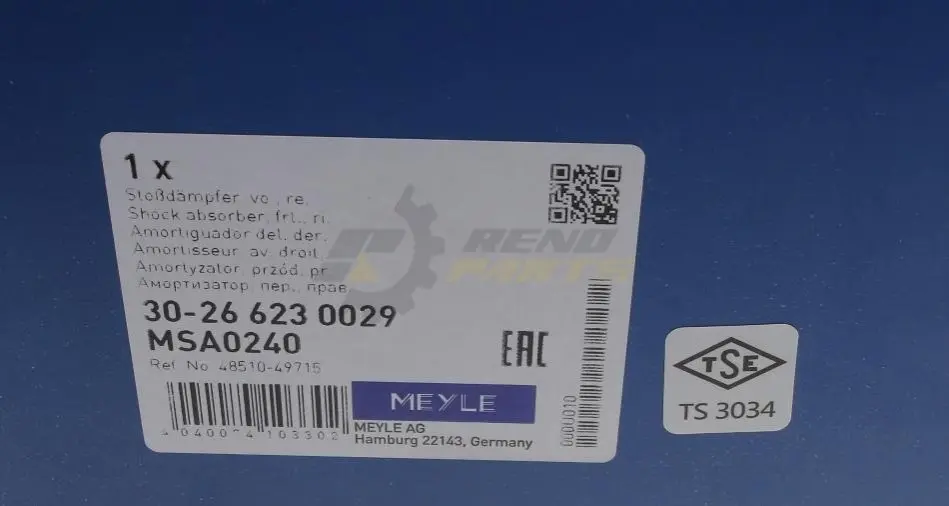 1 x
Stoßdämpfer, vo., re.
Shock absorber, frt., ri.
Amortiguador del. der.
Amortisseur, av. droit
Amortyzator, przód, pr
Амортизатор, пер., прав
RENO
PARTS
30-26 623 0029
MSA0240
Ref. No. 48510-49715
EAC
MEYLE
MEYLE AG
Hamburg 22143, Germany
TSE
TS 3034